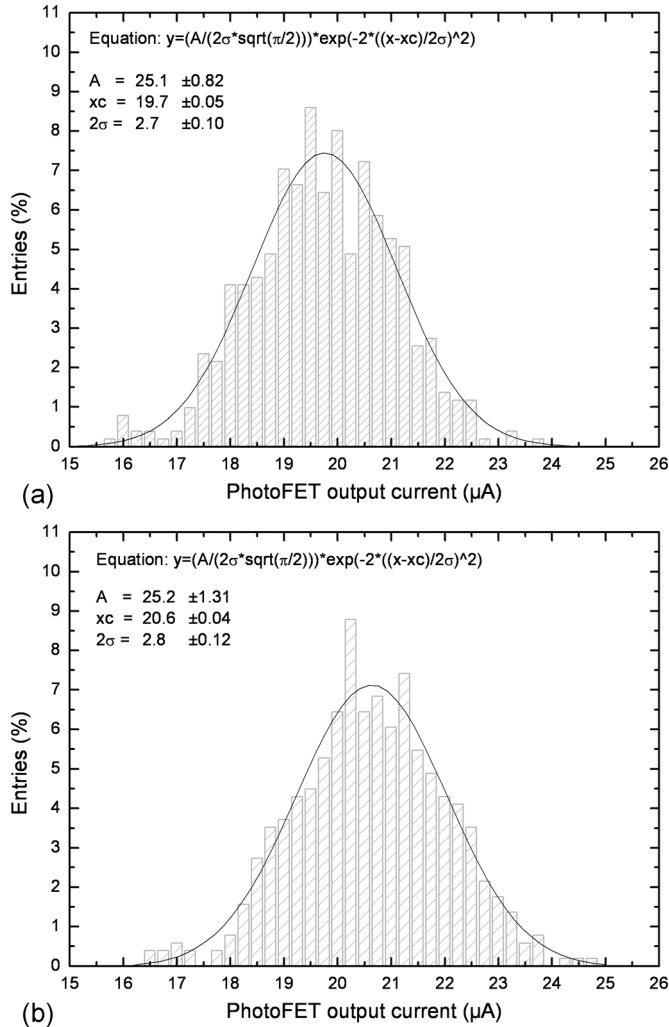 11
10
9
8
7
6
5
4
3
2
1
0
Entries (%)
Equation: y=(A/(2σ*sqrt(π/2)))*exp(-2*((x-xc)/2σ)^2)
A = 25.1 ±0.82
xc = 19.7 ±0.05
2σ = 2.7 ±0.10
15 16 17 18 19 20 21 22 23 24 25 26
(a)
PhotoFET output current (µA)
11
10
9
8
7
6
5
4
3
2
1
0
Entries (%)
Equation: y=(A/(2σ*sqrt(π/2)))*exp(-2*((x-xc)/2σ)^2)
A = 25.2 ±1.31
xc = 20.6 ±0.04
2σ = 2.8 ±0.12
15 16 17 18 19 20 21 22 23 24 25 26
(b)
PhotoFET output current (µA)